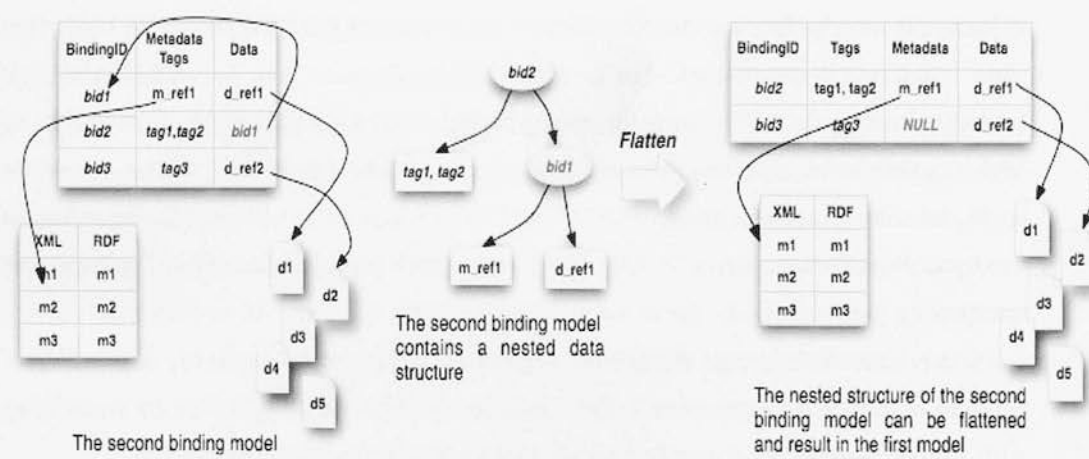 BindingID Metadata Tags Data
bid1 m_ref1 d_ref1
bid2 tag1,tag2 bid1
bid3 tag3 d_ref2
XML RDF
m1 m1
m2 m2
m3 m3
d1
d2
d3
d4
d5
The second binding model
bid2
tag1, tag2
bid1
m_ref1
d_ref1
The second binding model
contains a nested data
structure
Flatten
BindingID Tags Metadata Data
bid2 tag1, tag2 m_ref1 d_ref1
bid3 tag3 NULL d_ref2
XML RDF
m1 m1
m2 m2
m3 m3
d1
d2
d3
d4
d5
The nested structure of the second
binding model can be flattened
and result in the first model